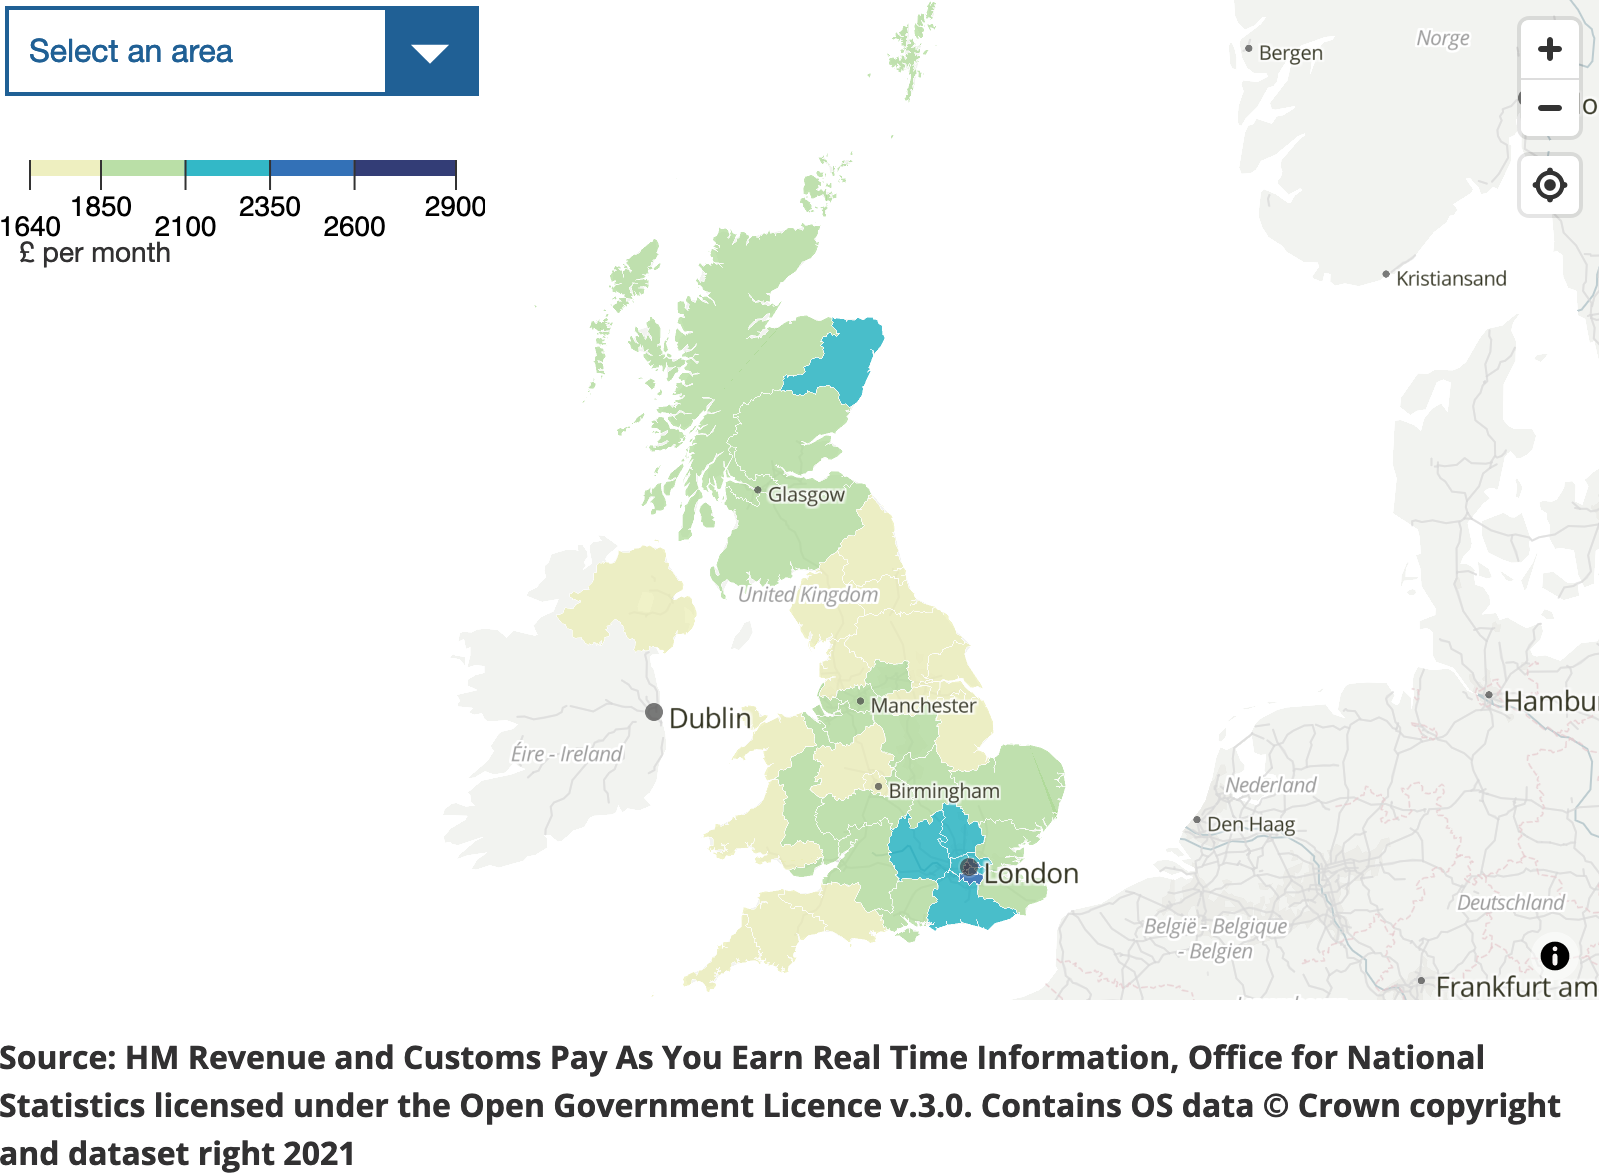 Select an area
1640
1850
2100
2350
2600
2900
£ per month
Bergen
Norge
Kristiansand
Glasgow
United Kingdom
Dublin
Éire - Ireland
Manchester
Birmingham
London
Hambu
Nederland
Den Haag
Deutschland
België - Belgique
- Belgien
Frankfurt am
Source: HM Revenue and Customs Pay As You Earn Real Time Information, Office for National
Statistics licensed under the Open Government Licence v.3.0. Contains OS data © Crown copyright
and dataset right 2021